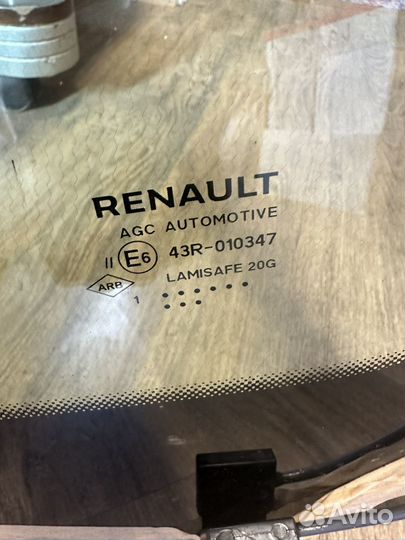 RENAULT
AGC AUTOMOTIVE
II E6 43R-010347
ARB LAMISAFE 20G
1
Avito